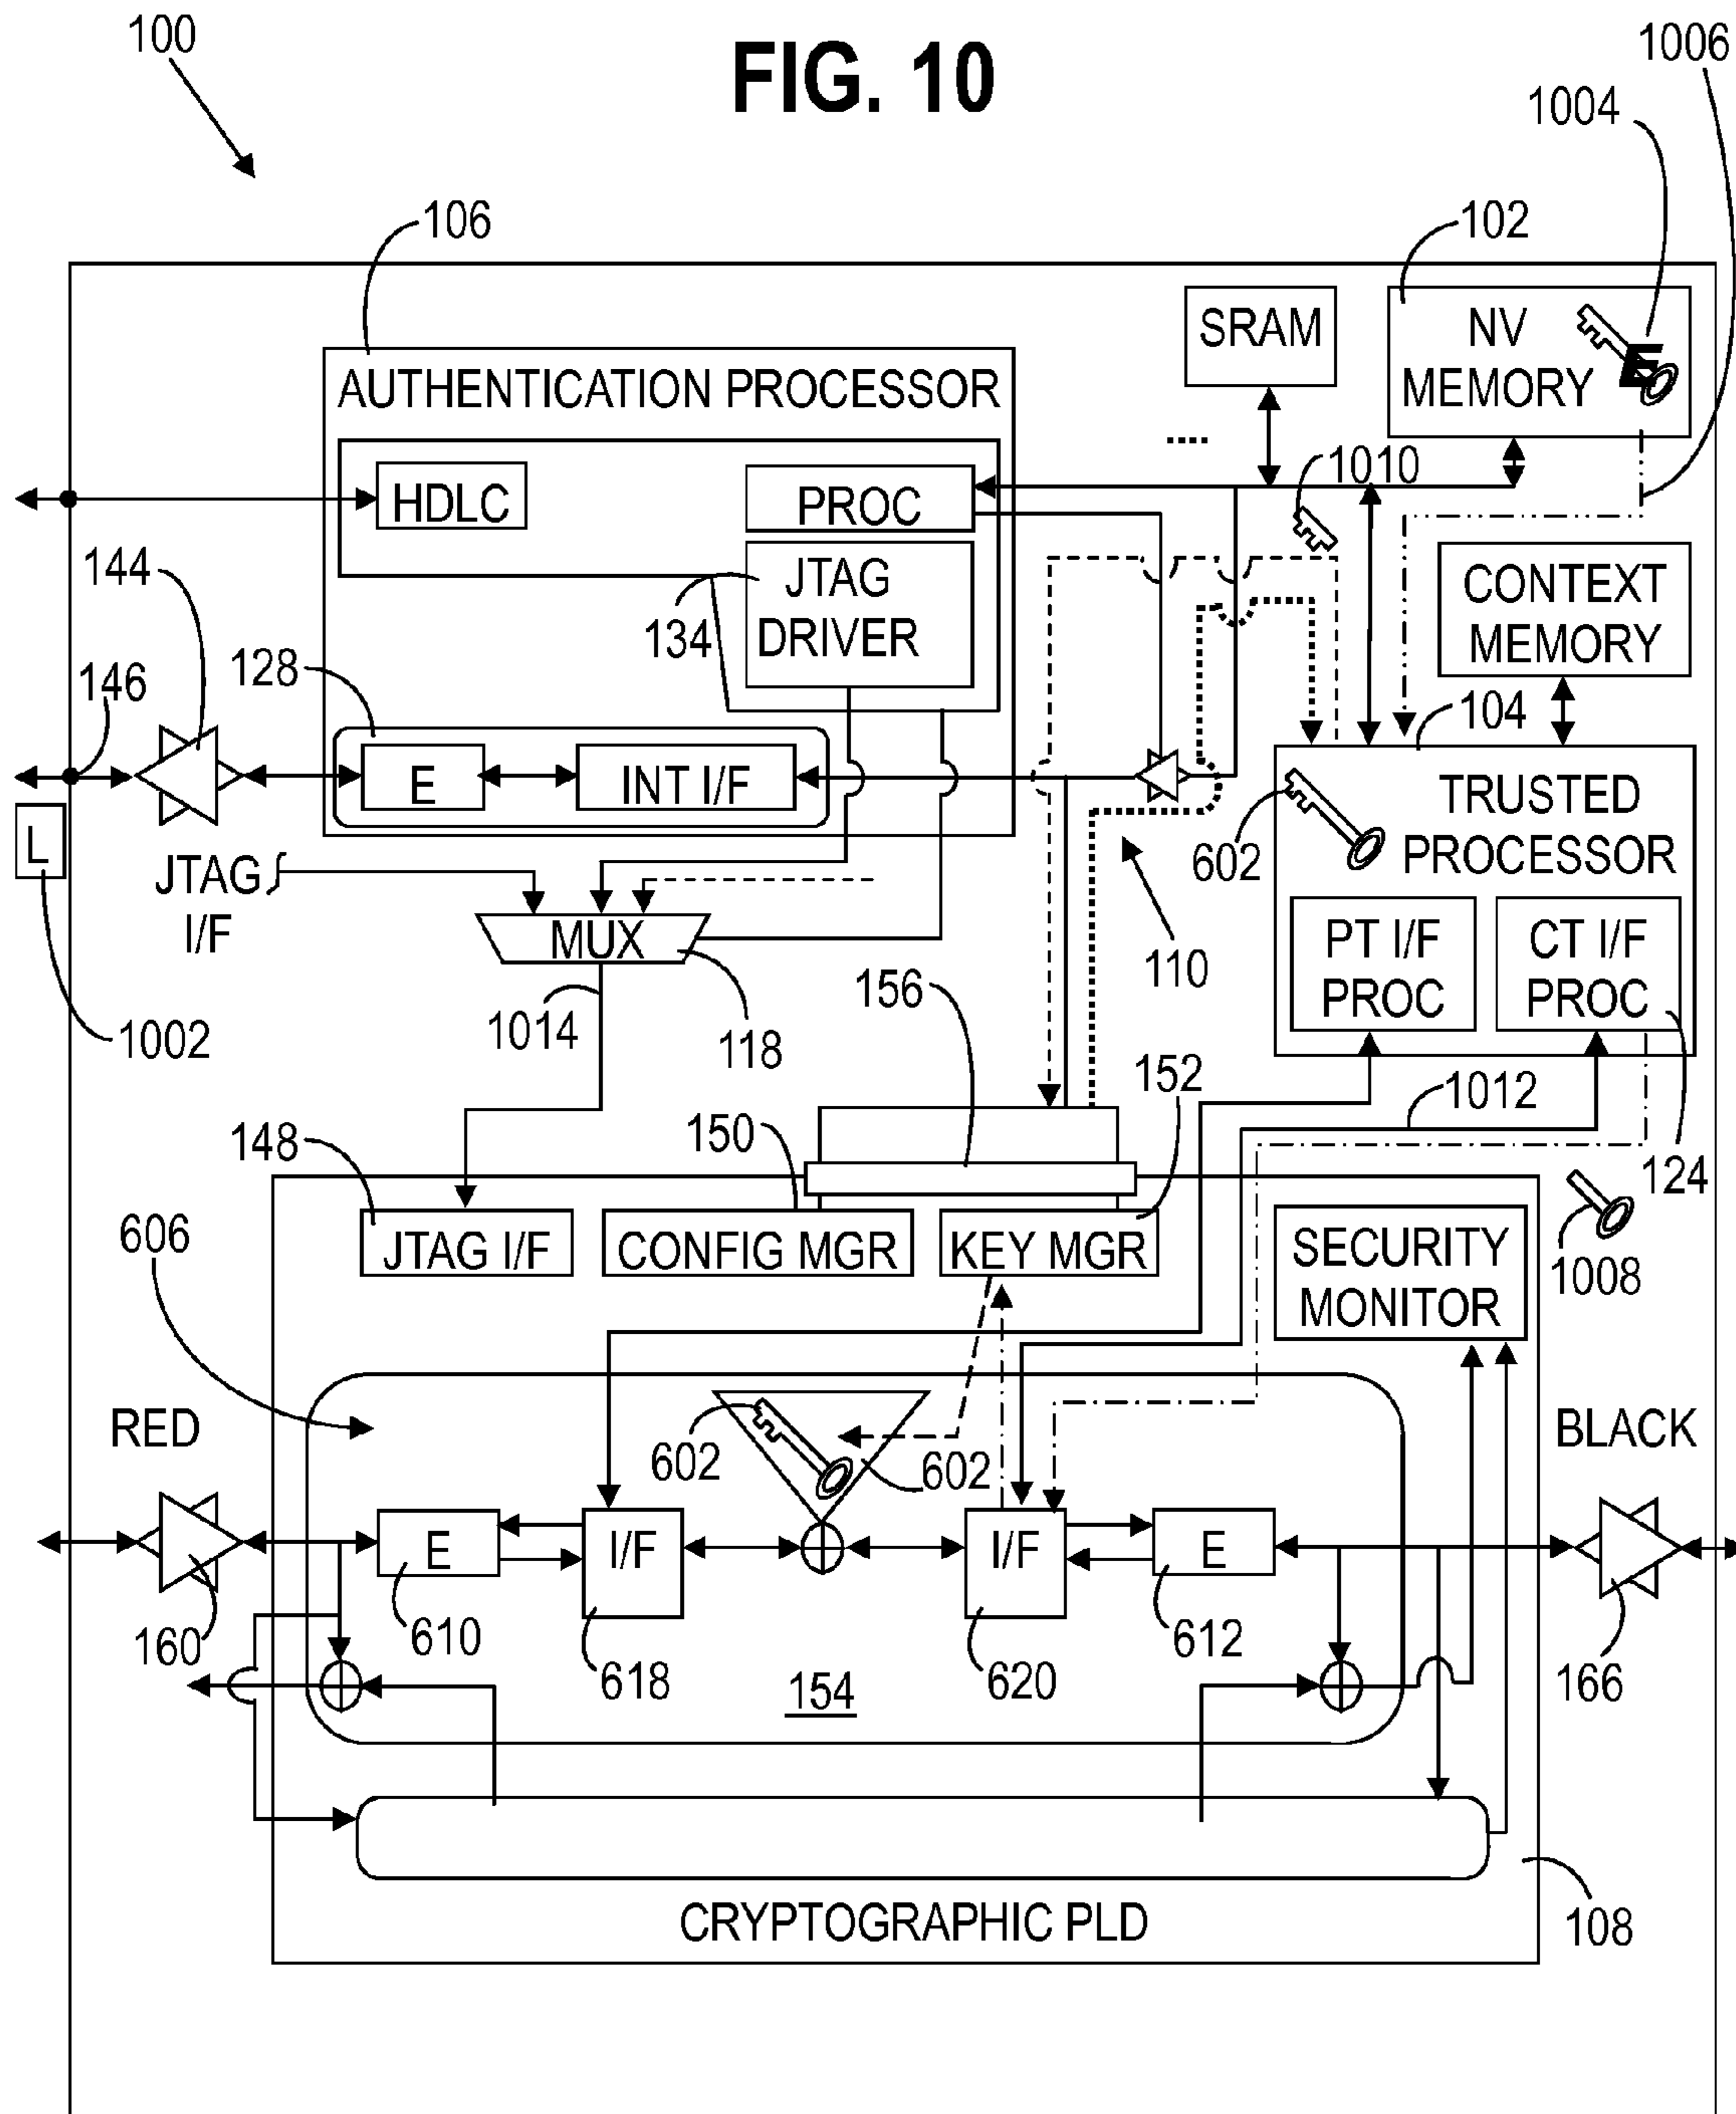 FIG. 10
100
1006
1004
106
102
SRAM
NV
MEMORY
E
AUTHENTICATION PROCESSOR
1010
HDLC
PROC
144
JTAG
DRIVER
134
CONTEXT
MEMORY
128
146
104
E
INT I/F
TRUSTED
PROCESSOR
602
L
JTAG
I/F
MUX
PT I/F
PROC
CT I/F
PROC
110
156
1014
118
1002
152
1012
150
148
124
606
JTAG I/F
CONFIG MGR
KEY MGR
SECURITY
MONITOR
1008
RED
BLACK
602
602
E
I/F
I/F
E
160
610
618
154
620
612
166
CRYPTOGRAPHIC PLD
108